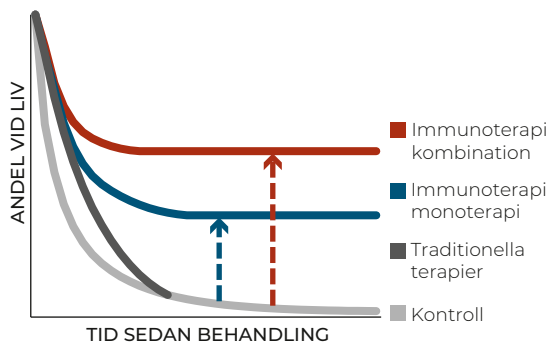 ANDEL VID LIV
Immunoterapi
kombination
Immunoterapi
monoterapi
Traditionella
terapier
Kontroll
TID SEDAN BEHANDLING